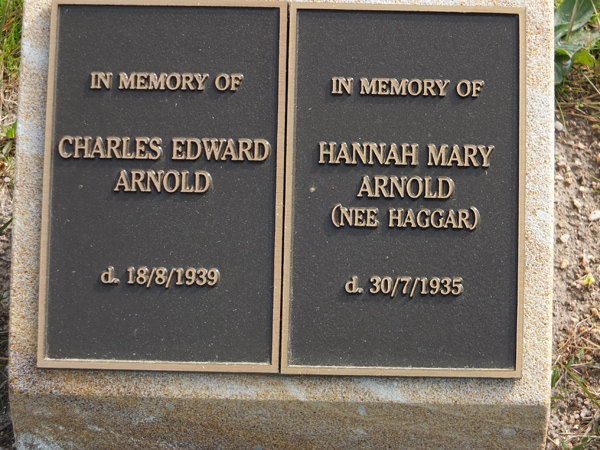 IN MEMORY OF
CHARLES EDWARD
ARNOLD
d. 18/8/1939
IN MEMORY OF
HANNAH MARY
ARNOLD
(NEE HAGGAR)
d. 30/7/1935